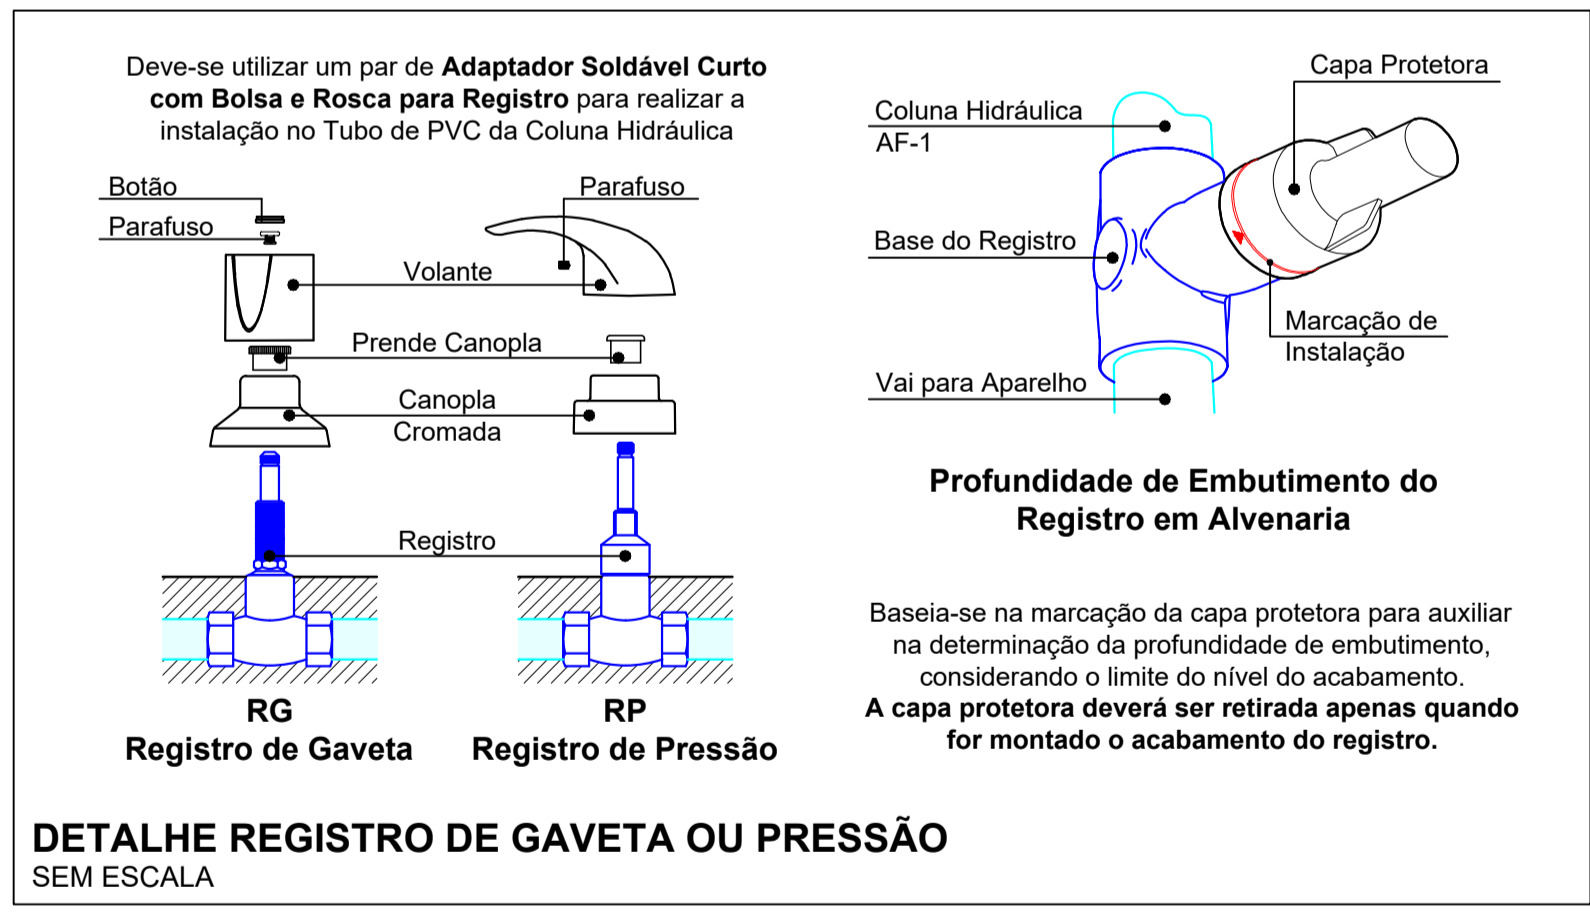 Deve-se utilizar um par de Adaptador Soldável Curto
com Bolsa e Rosca para Registro para realizar a
instalação no Tubo de PVC da Coluna Hidráulica
Botão
Parafuso
Parafuso
Volante
Prende Canopla
Canopla
Cromada
Registro
RG
Registro de Gaveta
RP
Registro de Pressão
Capa Protetora
Coluna Hidráulica
AF-1
Base do Registro
Marcação de
Instalação
Vai para Aparelho
Profundidade de Embutimento do
Registro em Alvenaria
Baseia-se na marcação da capa protetora para auxiliar
na determinação da profundidade de embutimento,
considerando o limite do nível do acabamento.
A capa protetora deverá ser retirada apenas quando
for montado o acabamento do registro.
DETALHE REGISTRO DE GAVETA OU PRESSÃO
SEM ESCALA